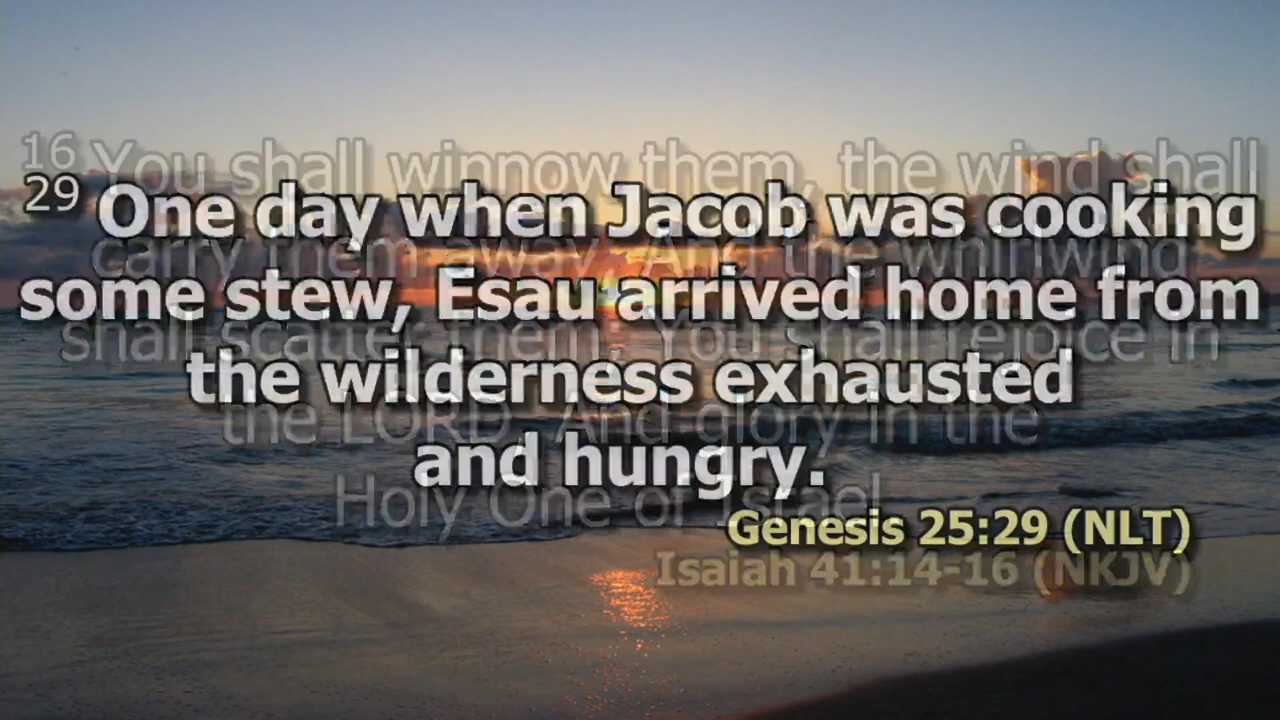 16 You shall winnow them, the wind shall
carry them away, And the whirlwind
shall scatter them; You shall rejoice in
the LORD, And glory in the
Holy One of Israel.
Isaiah 41:14-16 (NKJV)
29 One day when Jacob was cooking
some stew, Esau arrived home from
the wilderness exhausted
and hungry.
Genesis 25:29 (NLT)